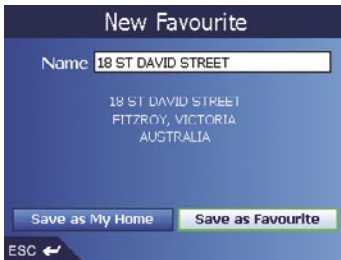 New Favourite
Name 18 ST DAVID STREET
18 ST DAVID STREET
FITZROY, VICTORIA
AUSTRALIA
Save as My Home Save as Favourite
ESC